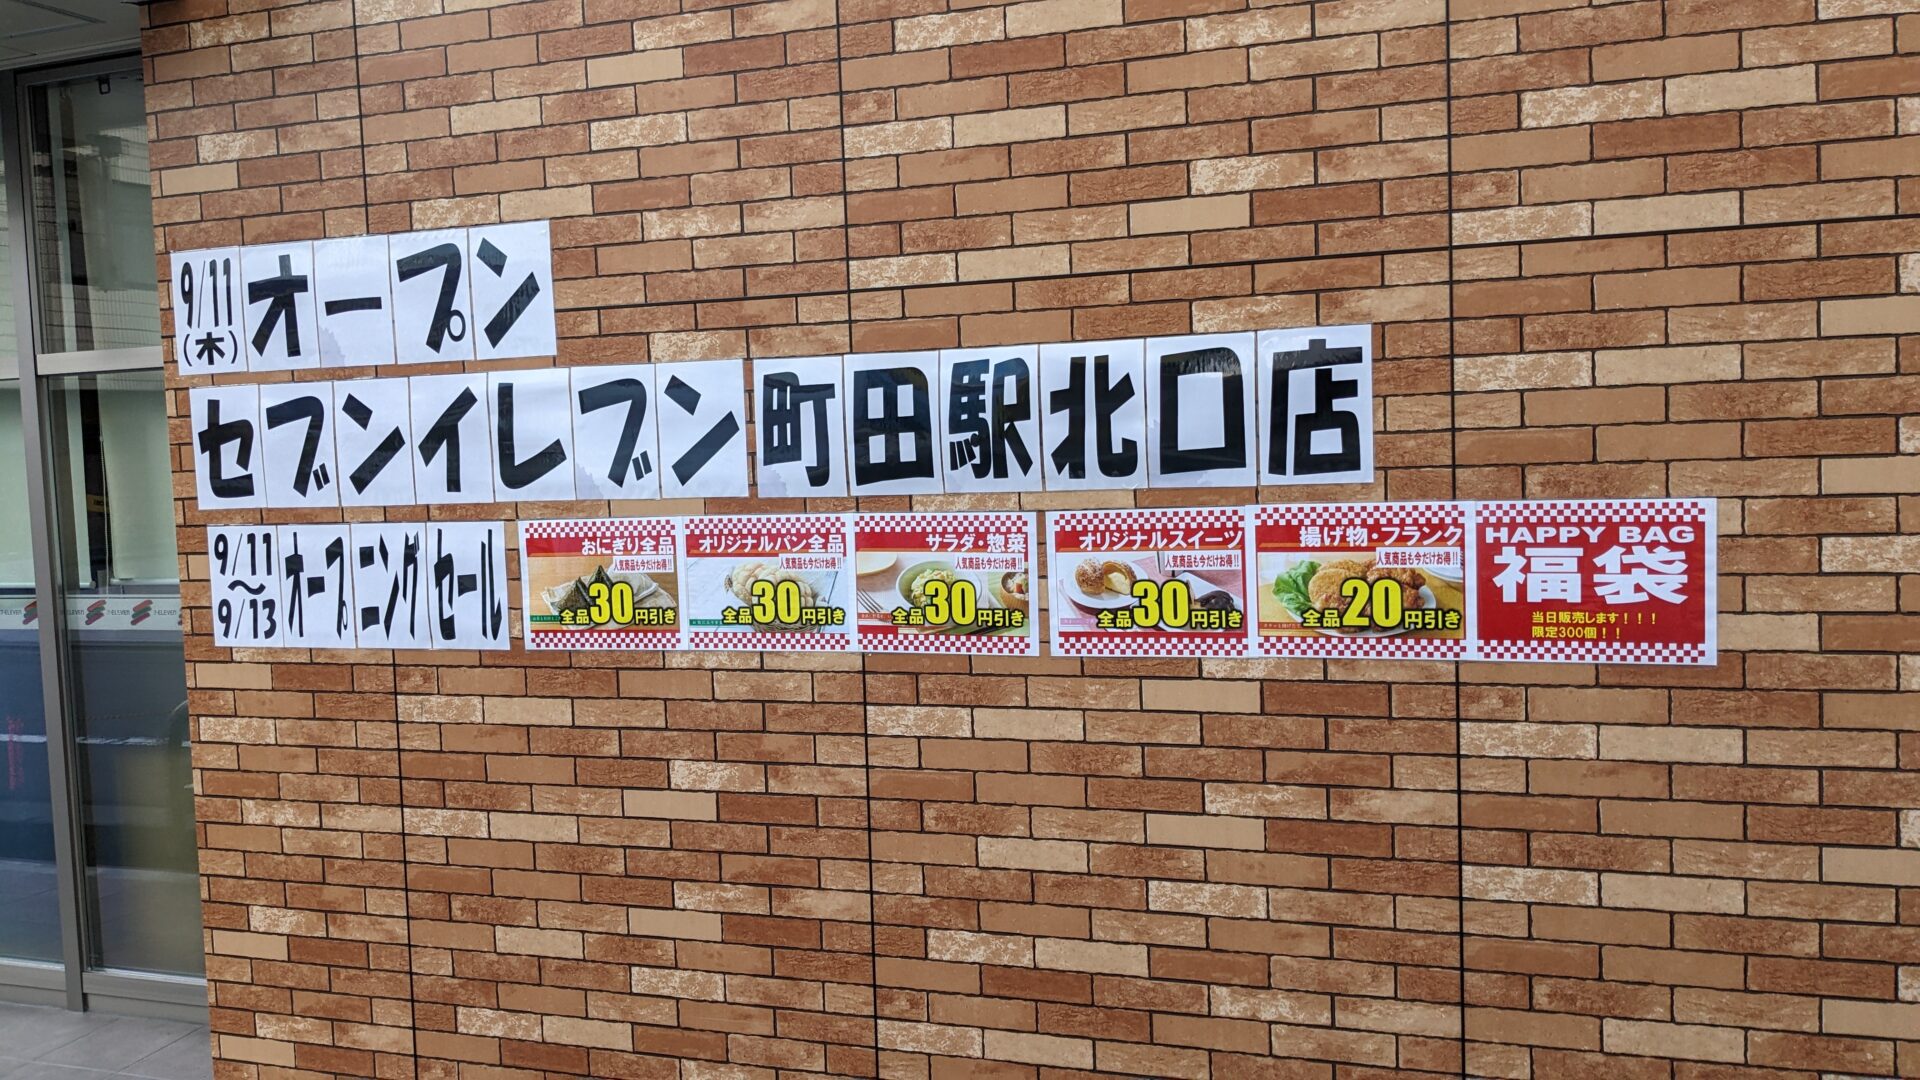 9/11
(木)
オープン
セブンイレブン町田駅北口店
9/11
〜
9/13
オープニングセール
おにぎり全品
人気商品も今だけお得!!
全品30円引き
オリジナルパン全品
人気商品も今だけお得!!
全品30円引き
サラダ・惣菜
人気商品も今だけお得!!
全品30円引き
オリジナルスイーツ
人気商品も今だけお得!!
全品30円引き
揚げ物・フランク
人気商品も今だけお得!!
全品20円引き
HAPPY BAG
福袋
当日販売します！！！
限定300個！！
7-ELEVEN